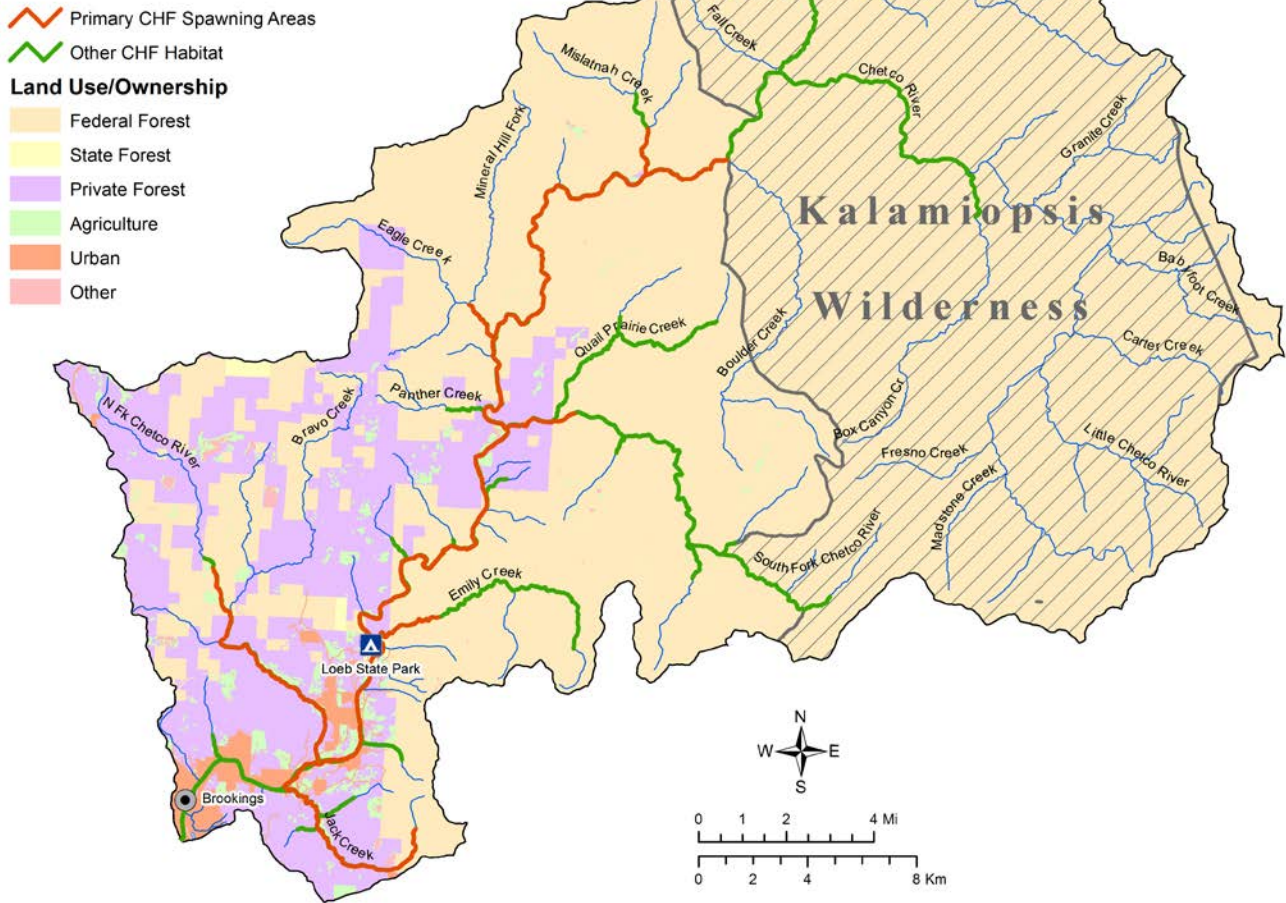 Primary CHF Spawning Areas
Other CHF Habitat
Land Use/Ownership
Federal Forest
State Forest
Private Forest
Agriculture
Urban
Other
Fall Creek
Mislatnah Creek
Chetco River
Mineral Hill Fork
Granite Creek
Kalamiopsis
Wilderness
Eagle Creek
Babyfoot Creek
Quail Prairie Creek
Boulder Creek
Carter Creek
Panther Creek
N Fk Chetco River
Bravo Creek
Box Canyon Cr
Fresno Creek
Little Chetco River
Madstone Creek
South Fork Chetco River
Emily Creek
Loeb State Park
Brookings
Jack Creek
N
W E
S
0 1 2 4 Mi
0 2 4 8 Km